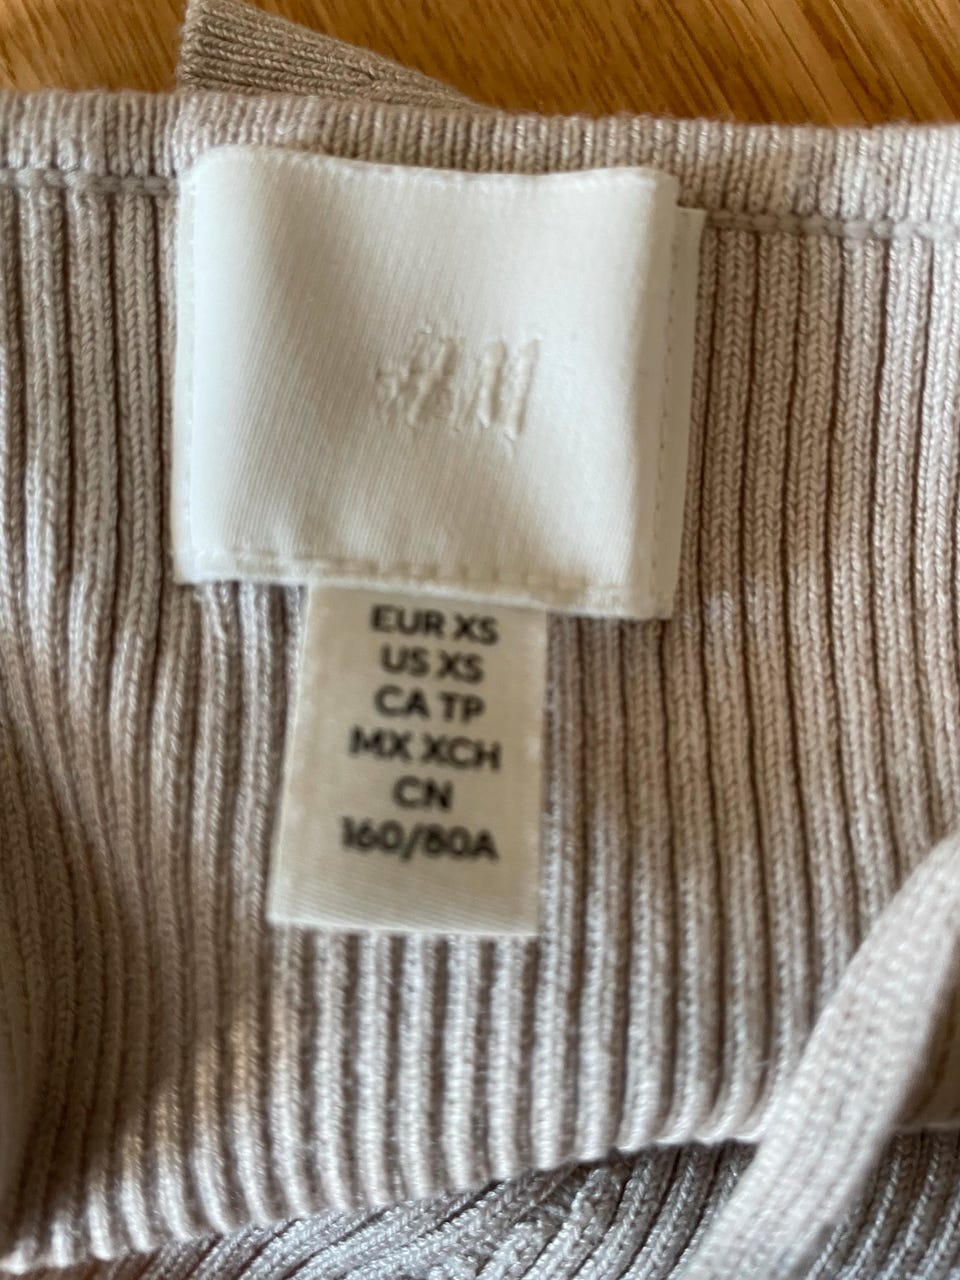 H&M
EUR XS
US XS
CA TP
MX XCH
CN
160/80A